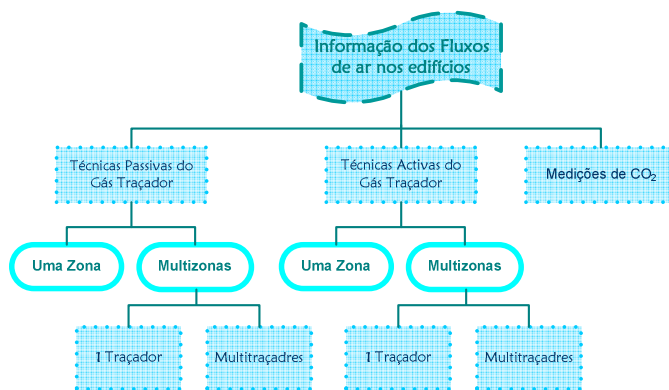 Informação dos Fluxos
de ar nos edifícios
Técnicas Passivas do
Gás Traçador
Técnicas Activas do
Gás Traçador
Medições de CO₂
Uma Zona
Multizonas
Uma Zona
Multizonas
1 Traçador
Multitraçadres
1 Traçador
Multitraçadres